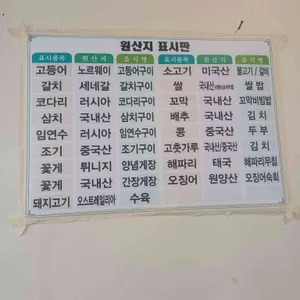 원산지 표시판
표시품목 원산지 음식명 표시품목 원산지 음식명
고등어 노르웨이 고등어구이 소고기 미국산 불고기/갈비
갈치 세네갈 갈치구이 쌀 국내산 쌀밥
코다리 러시아 코다리구이 꼬막 국내산 꼬막비빔밥
삼치 국내산 삼치구이 배추 국내산 김치
임연수 러시아 임연수구이 콩 중국산 두부
조기 중국산 조기구이 고춧가루 국내산/중국산 김치
꽃게 튀니지 양념게장 해파리 태국 해파리무침
꽃게 국내산 간장게장 오징어 원양산 오징어숙회
돼지고기 오스트레일리아 수육